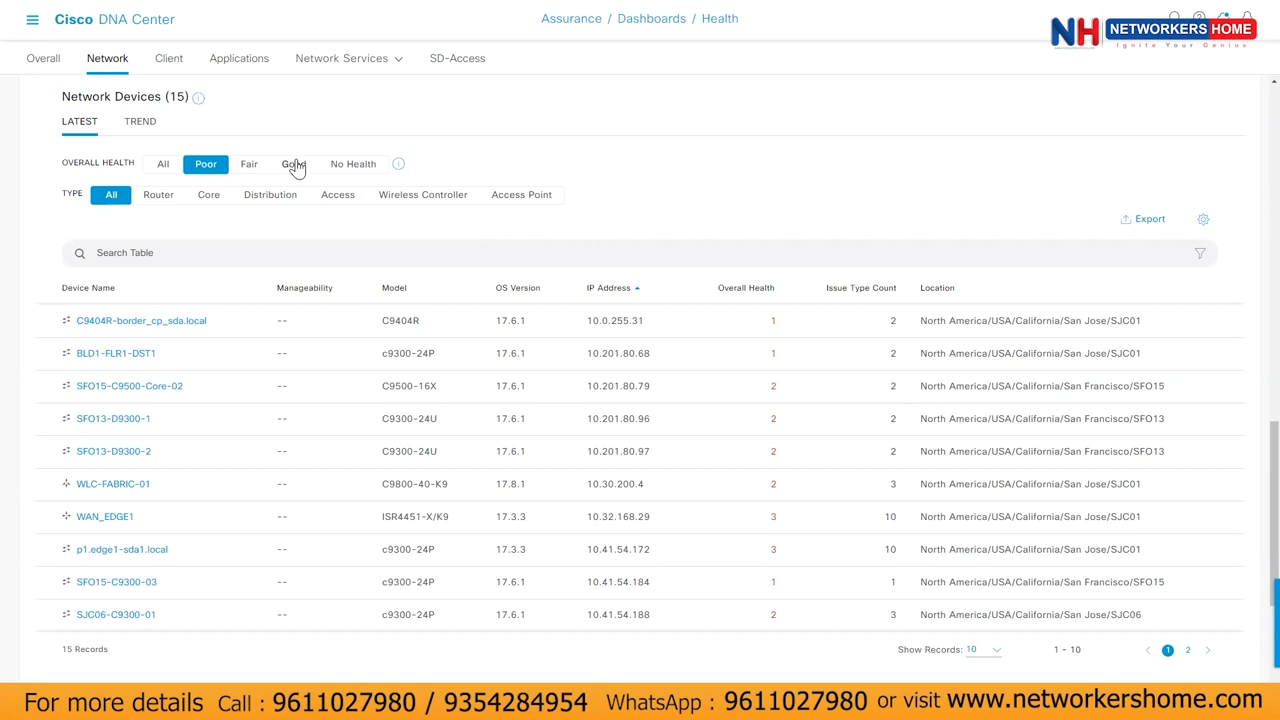 Cisco DNA Center
Assurance / Dashboards / Health
NH NETWORKERS HOME
Ignite Your Genius
Overall Network Client Applications Network Services SD-Access
Network Devices (15)
LATEST TREND
OVERALL HEALTH All Poor Fair Good No Health
TYPE All Router Core Distribution Access Wireless Controller Access Point
Export
Search Table
Device Name Manageability Model OS Version IP Address Overall Health Issue Type Count Location
C9404R-border_cp_sda.local -- C9404R 17.6.1 10.0.255.31 1 2 North America/USA/California/San Jose/SJC01
BLD1-FLR1-DST1 -- c9300-24P 17.6.1 10.201.80.68 1 2 North America/USA/California/San Jose/SJC01
SFO15-C9500-Core-02 -- C9500-16X 17.6.1 10.201.80.79 2 2 North America/USA/California/San Francisco/SFO15
SFO13-D9300-1 -- C9300-24U 17.6.1 10.201.80.96 2 2 North America/USA/California/San Francisco/SFO13
SFO13-D9300-2 -- C9300-24U 17.6.1 10.201.80.97 2 2 North America/USA/California/San Francisco/SFO13
WLC-FABRIC-01 -- C9800-40-K9 17.8.1 10.30.200.4 2 3 North America/USA/California/San Jose/SJC01
WAN_EDGE1 -- ISR4451-X/K9 17.3.3 10.32.168.29 3 10 North America/USA/California/San Jose/SJC01
p1.edge1-sda1.local -- c9300-24P 17.3.3 10.41.54.172 3 10 North America/USA/California/San Jose/SJC01
SFO15-C9300-03 -- c9300-24P 17.6.1 10.41.54.184 1 1 North America/USA/California/San Francisco/SFO15
SJC06-C9300-01 -- c9300-24P 17.6.1 10.41.54.188 2 3 North America/USA/California/San Jose/SJC06
15 Records Show Records: 10 1 - 10 1 2
For more details Call : 9611027980 / 9354284954 WhatsApp : 9611027980 or visit www.networkershome.com